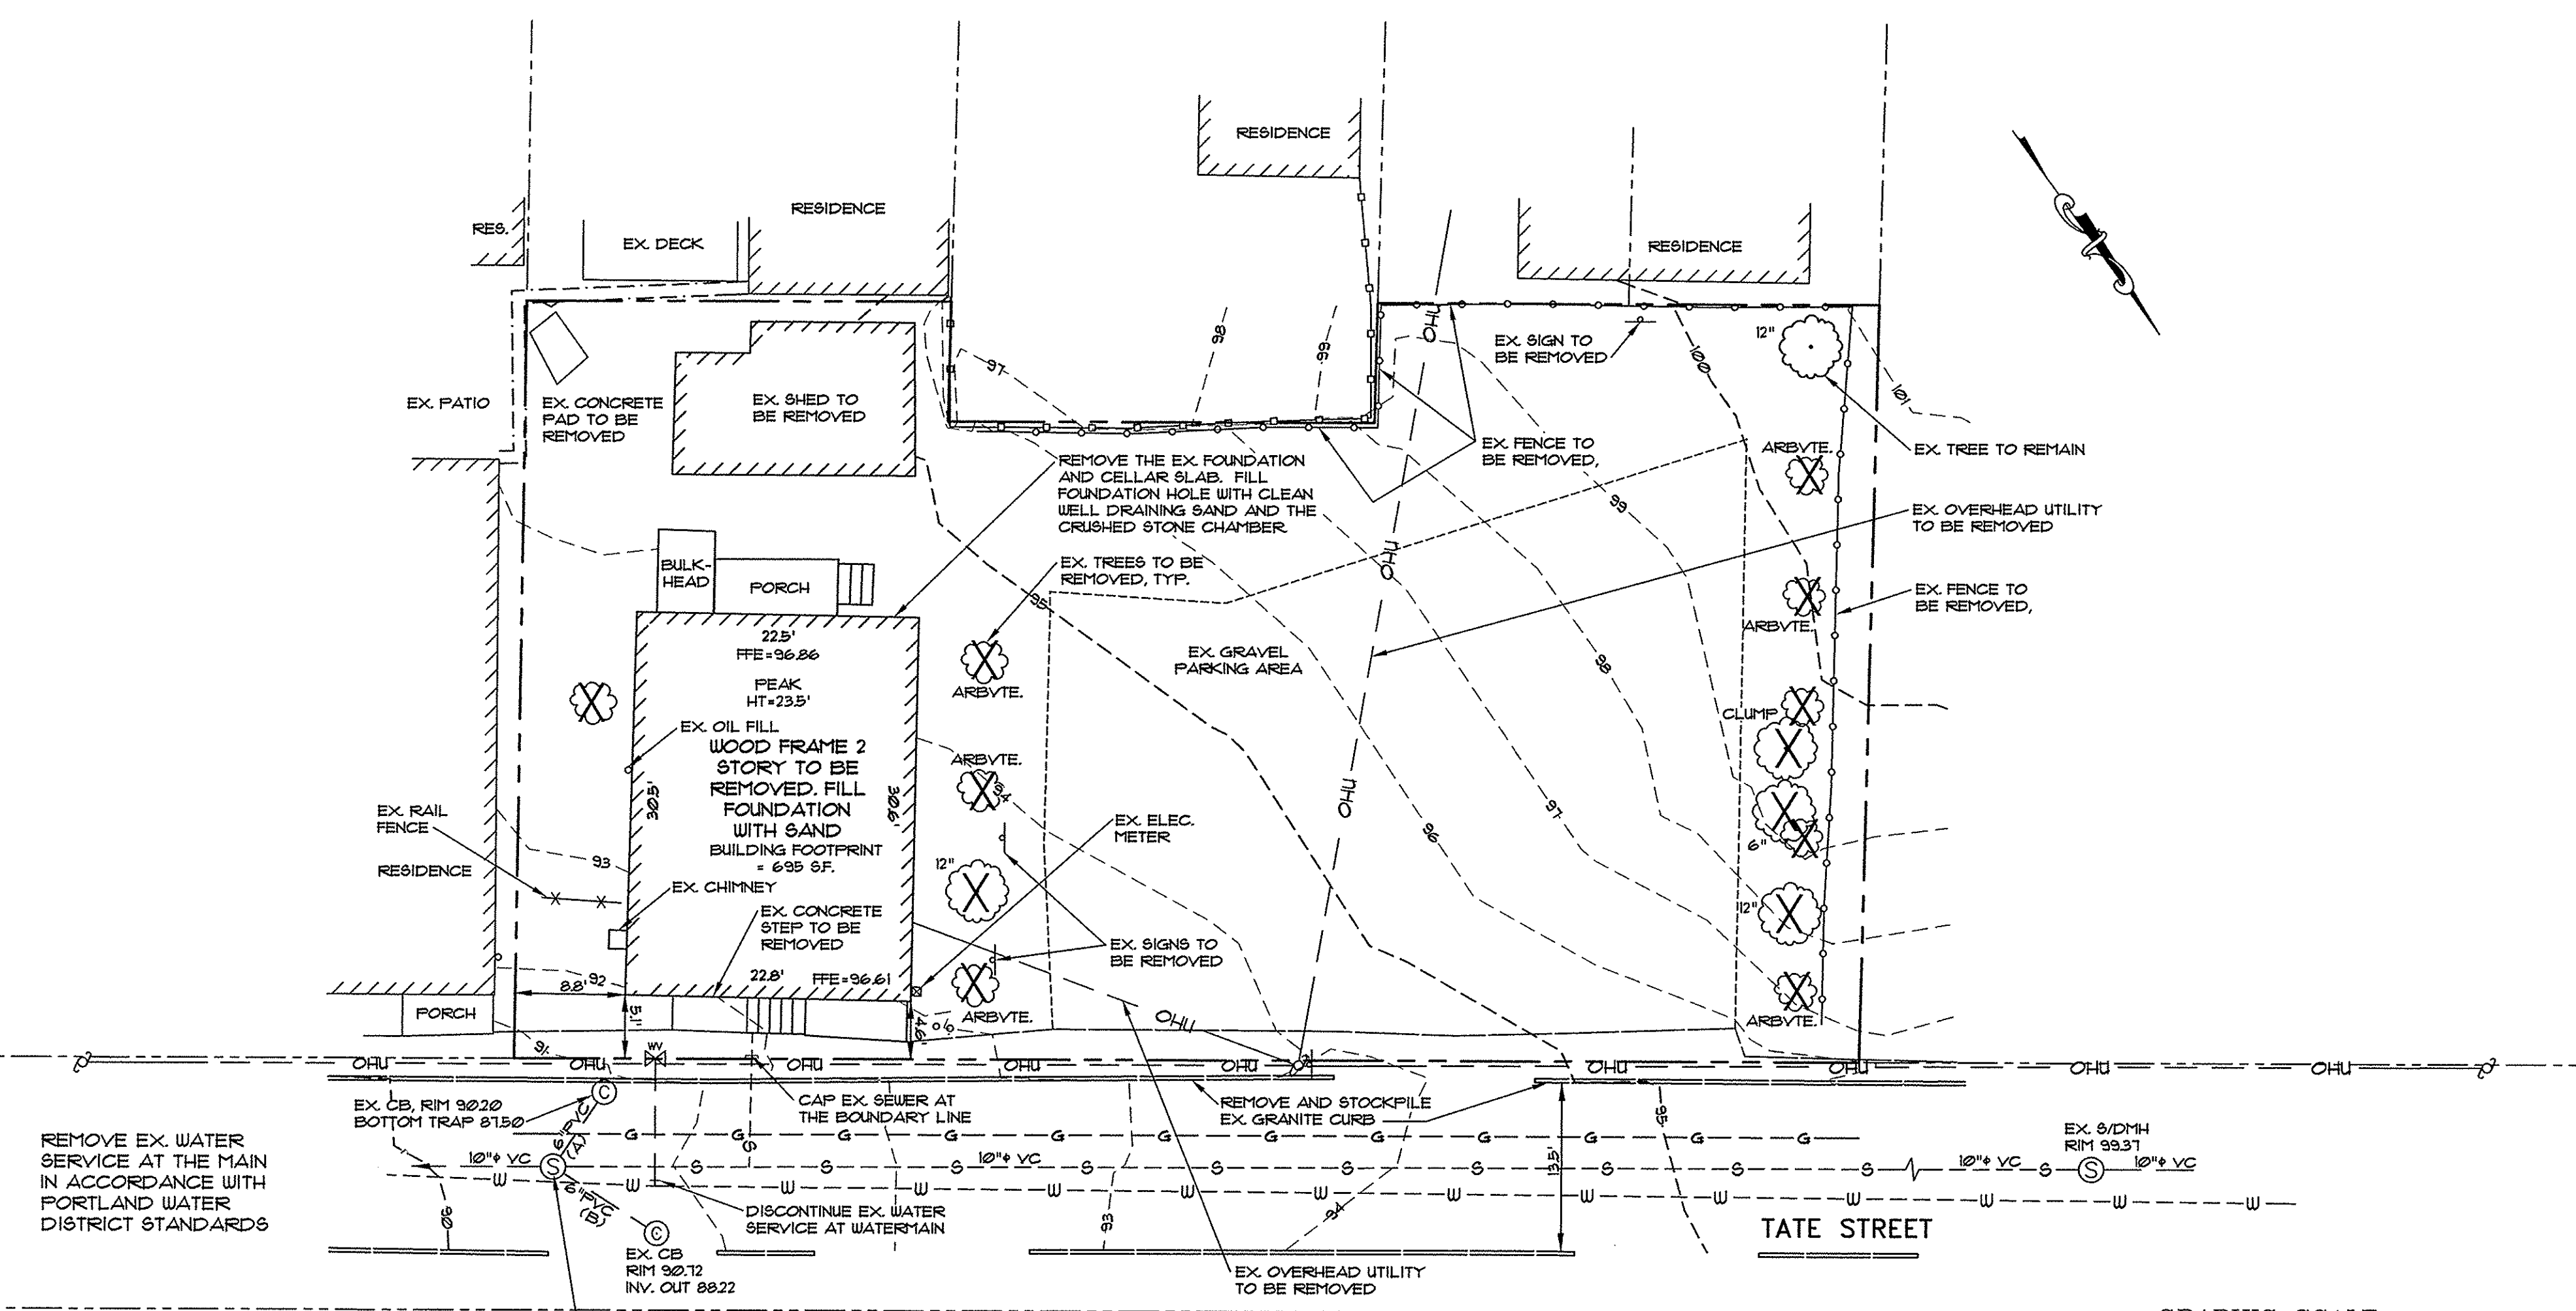 RESIDENCE
RESIDENCE
RES.
EX. DECK
RESIDENCE
EX. PATIO
EX. CONCRETE
PAD TO BE
REMOVED
EX. SHED TO
BE REMOVED
97
98
99
OHU
EX. SIGN TO
BE REMOVED
100
12"
101
EX. FENCE TO
BE REMOVED,
ARBVTE.
EX. TREE TO REMAIN
REMOVE THE EX. FOUNDATION
AND CELLAR SLAB. FILL
FOUNDATION HOLE WITH CLEAN
WELL DRAINING SAND AND THE
CRUSHED STONE CHAMBER
99
EX. OVERHEAD UTILITY
TO BE REMOVED
BULK-
HEAD
PORCH
EX. TREES TO BE
REMOVED, TYP.
95
OHU
EX. FENCE TO
BE REMOVED,
ARBVTE.
22.5'
FFE=96.86
PEAK
HT=23.5'
ARBVTE.
EX. GRAVEL
PARKING AREA
98
EX. OIL FILL
CLUMP
WOOD FRAME 2
STORY TO BE
REMOVED. FILL
FOUNDATION
WITH SAND
BUILDING FOOTPRINT
= 695 S.F.
30.5'
30.6'
ARBVTE.
94
OHU
97
96
EX. RAIL
FENCE
EX. ELEC.
METER
6"
93
RESIDENCE
12"
EX. CHIMNEY
12"
EX. CONCRETE
STEP TO BE
REMOVED
EX. SIGNS TO
BE REMOVED
92
8.8'
22.8'
FFE=96.61
PORCH
5.1'
4.6'
ARBVTE.
OHU
ARBVTE.
91
WV
OHU
OHU
OHU
OHU
OHU
OHU
OHU
OHU
OHU
EX. CB, RIM 90.20
BOTTOM TRAP 87.50
C
CAP EX. SEWER AT
THE BOUNDARY LINE
REMOVE AND STOCKPILE
EX. GRANITE CURB
95
REMOVE EX. WATER
SERVICE AT THE MAIN
IN ACCORDANCE WITH
PORTLAND WATER
DISTRICT STANDARDS
6"PVC
(A)
G G G G G G G G G G G G
EX. S/DMH
RIM 99.37
10"ø VC
S
S
10"ø VC
S S S S S S S S
10"ø VC
S
S
10"ø VC
13.5'
W W W W W W W W W W W W W W
6"PVC
(B)
90
DISCONTINUE EX. WATER
SERVICE AT WATERMAIN
93
94
TATE STREET
C
EX. CB
RIM 90.72
INV. OUT 88.22
EX. OVERHEAD UTILITY
TO BE REMOVED